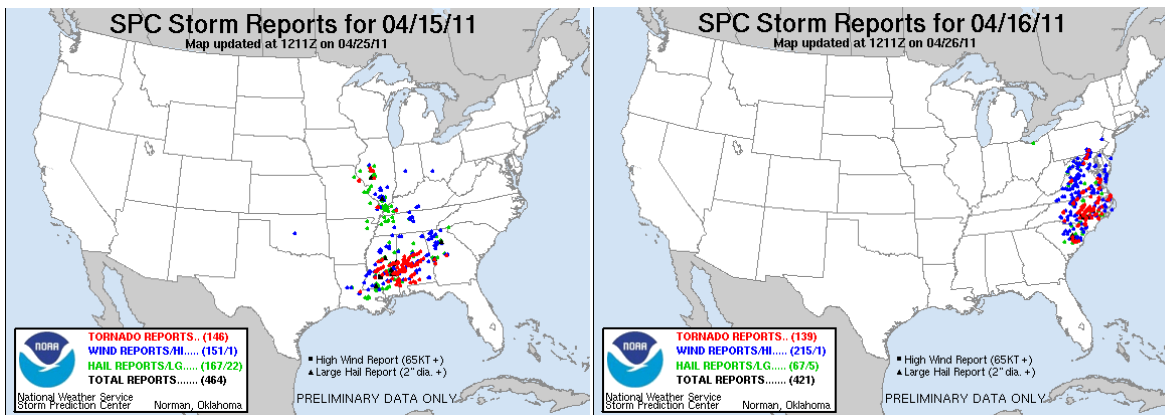 SPC Storm Reports for 04/15/11
Map updated at 1211Z on 04/25/11
NOAA
TORNADO REPORTS.. (146)
WIND REPORTS/HI..... (151/1)
HAIL REPORTS/LG..... (167/22)
TOTAL REPORTS....... (464)
National Weather Service
Storm Prediction Center Norman, Oklahoma
High Wind Report (65KT +)
Large Hail Report (2" dia. +)
PRELIMINARY DATA ONLY
SPC Storm Reports for 04/16/11
Map updated at 1211Z on 04/26/11
NOAA
TORNADO REPORTS.. (139)
WIND REPORTS/HI..... (215/1)
HAIL REPORTS/LG..... (67/5)
TOTAL REPORTS....... (421)
National Weather Service
Storm Prediction Center Norman, Oklahoma
High Wind Report (65KT +)
Large Hail Report (2" dia. +)
PRELIMINARY DATA ONLY